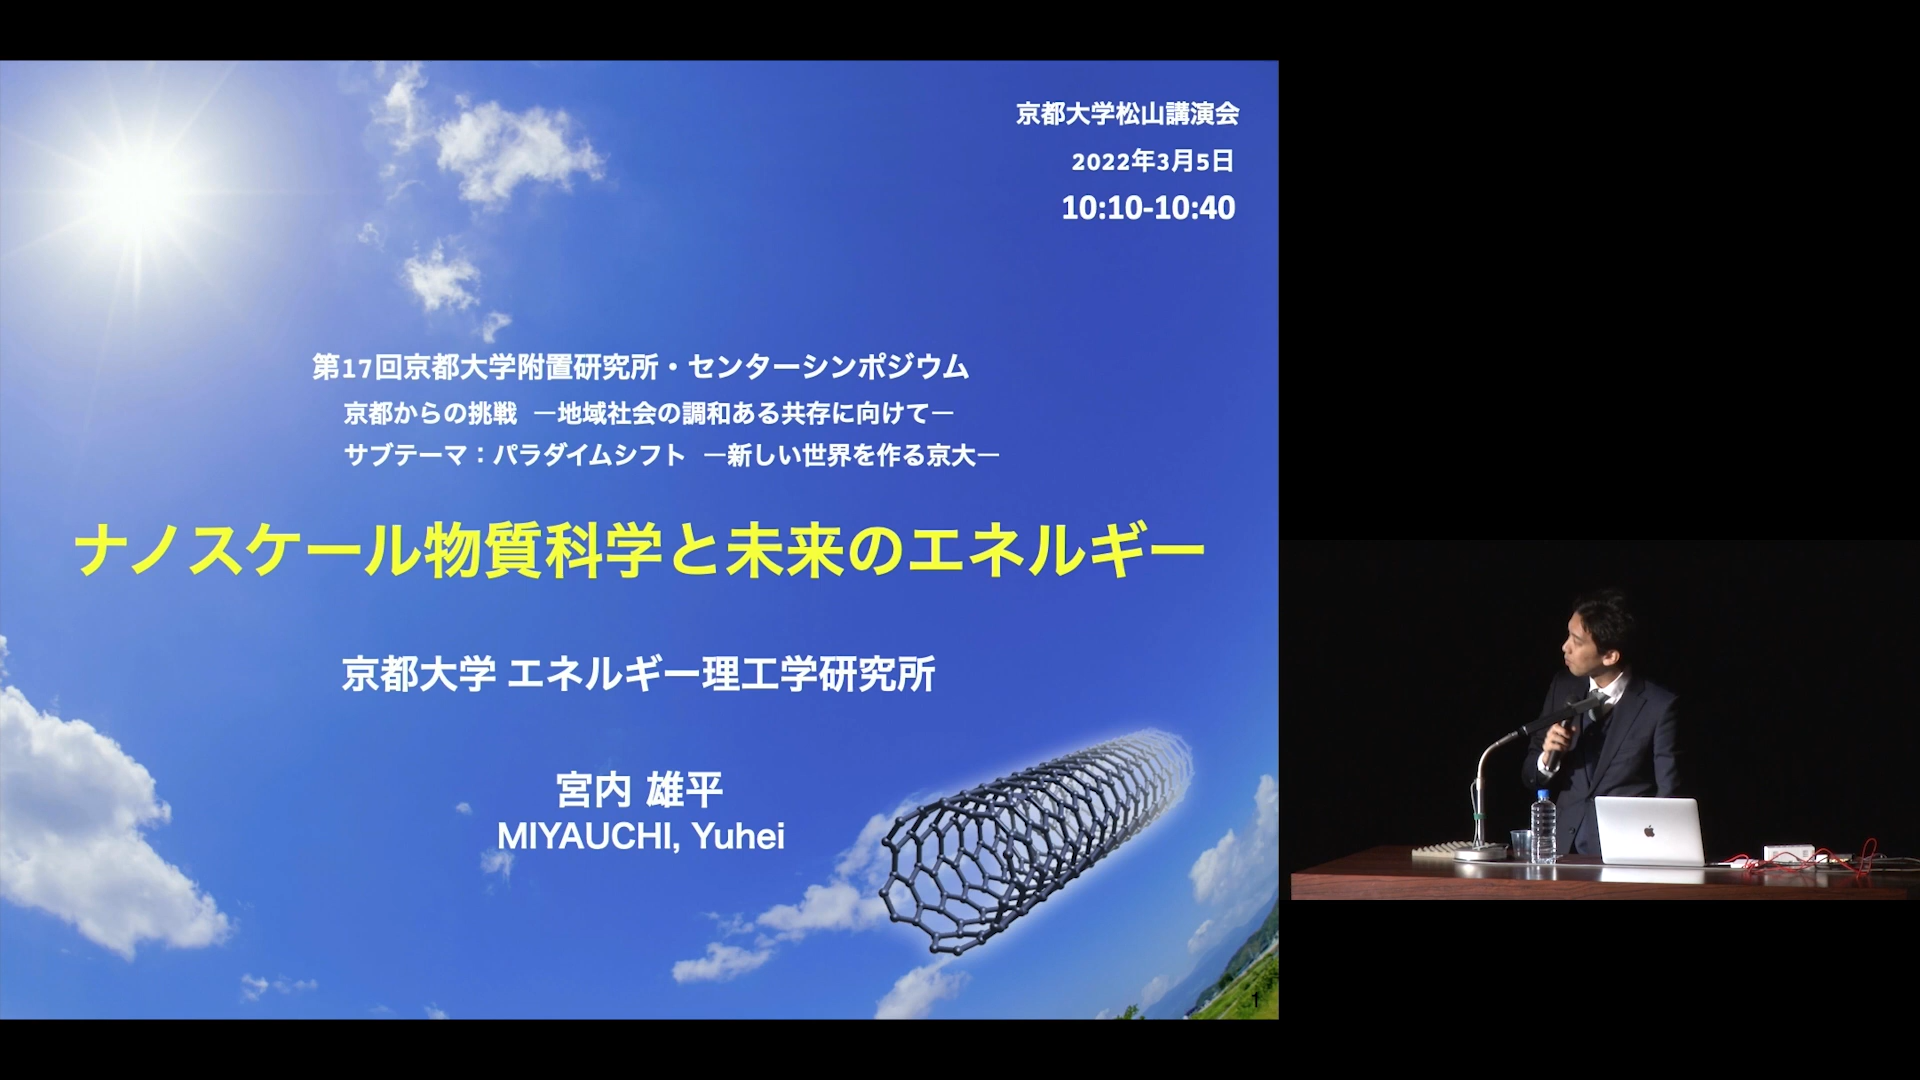 京都大学松山講演会
2022年3月5日
10:10-10:40
第17回京都大学附置研究所・センターシンポジウム
京都からの挑戦 ―地域社会の調和ある共存に向けて―
サブテーマ：パラダイムシフト ―新しい世界を作る京大―
ナノスケール物質科学と未来のエネルギー
京都大学 エネルギー理工学研究所
宮内 雄平
MIYAUCHI, Yuhei
1